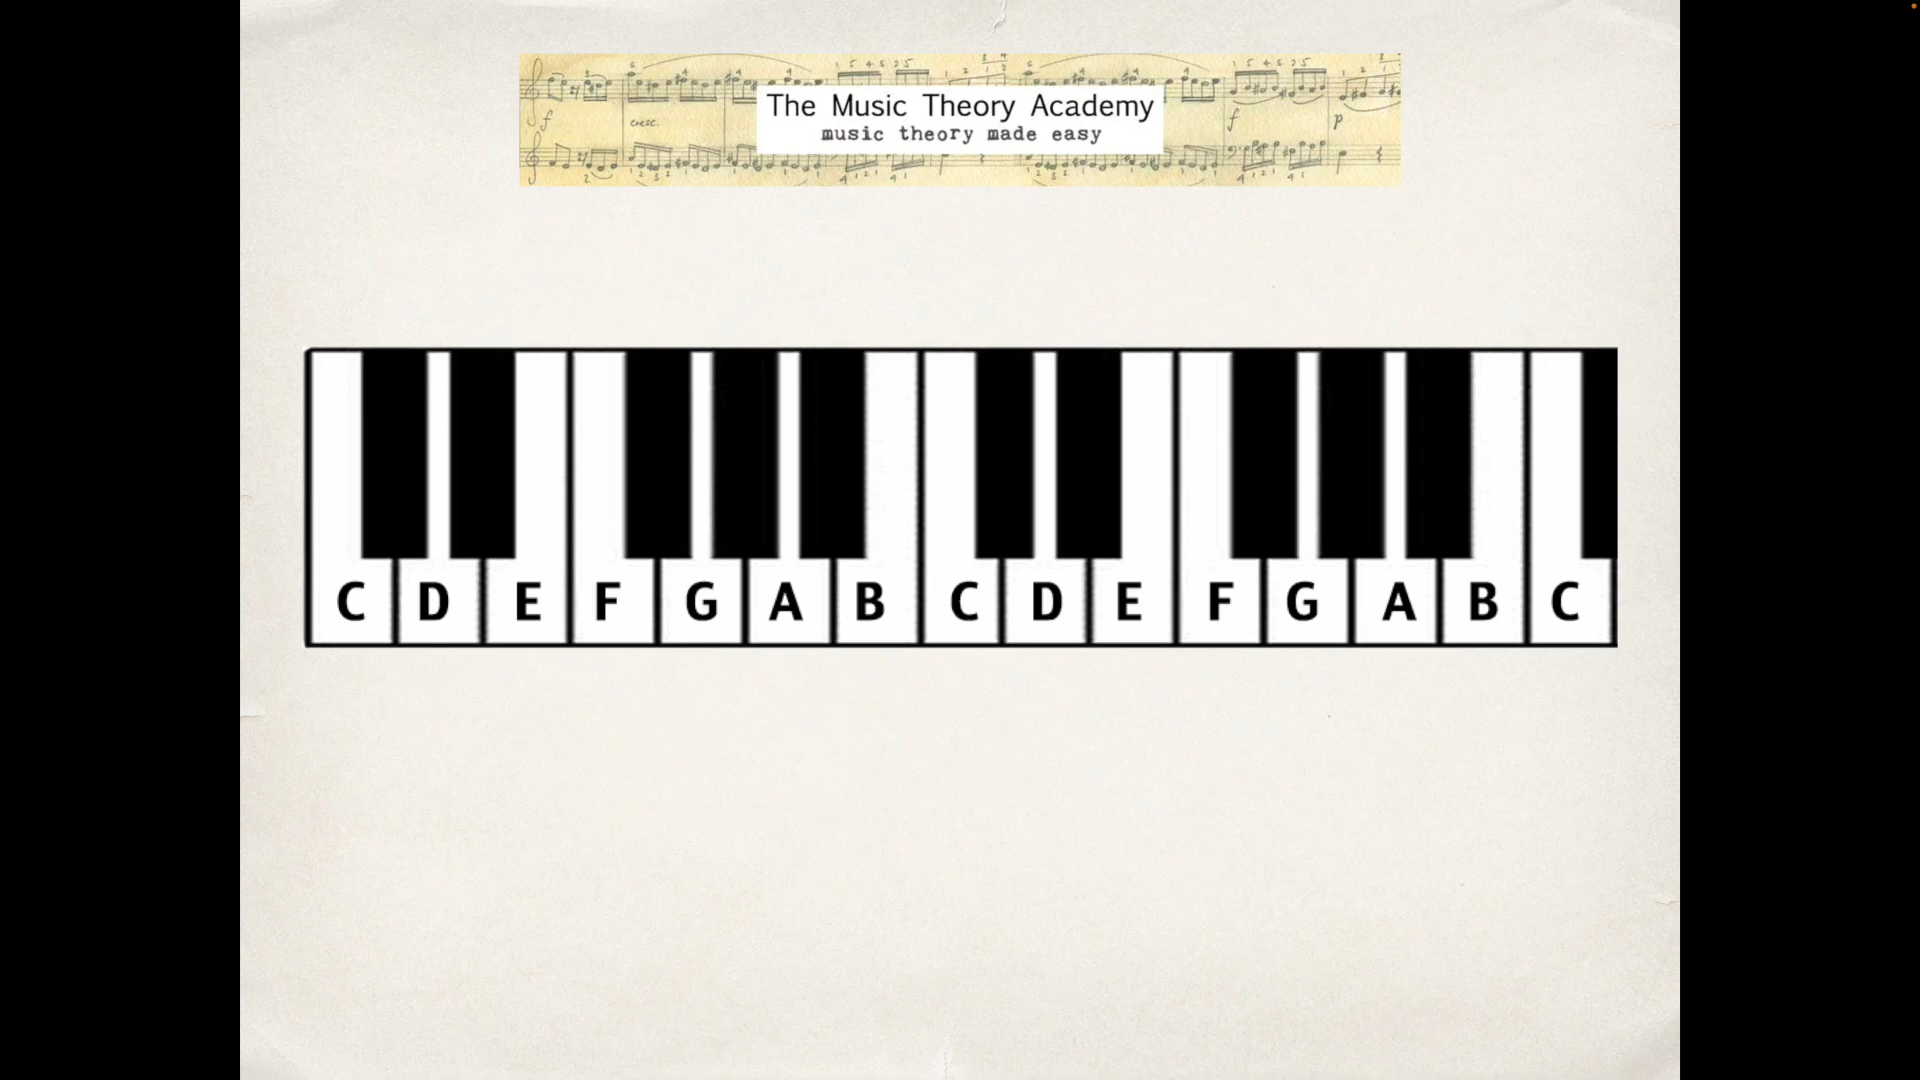 The Music Theory Academy
music theory made easy
C D E F G A B C D E F G A B C